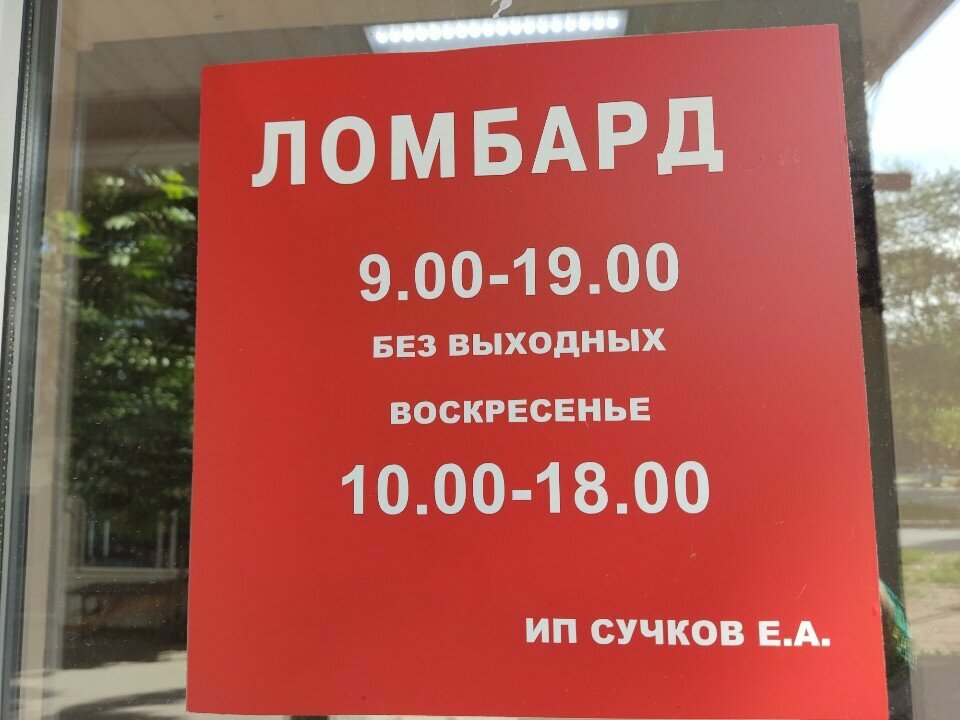 ЛОМБАРД
9.00-19.00
БЕЗ ВЫХОДНЫХ
ВОСКРЕСЕНЬЕ
10.00-18.00
ИП СУЧКОВ Е.А.